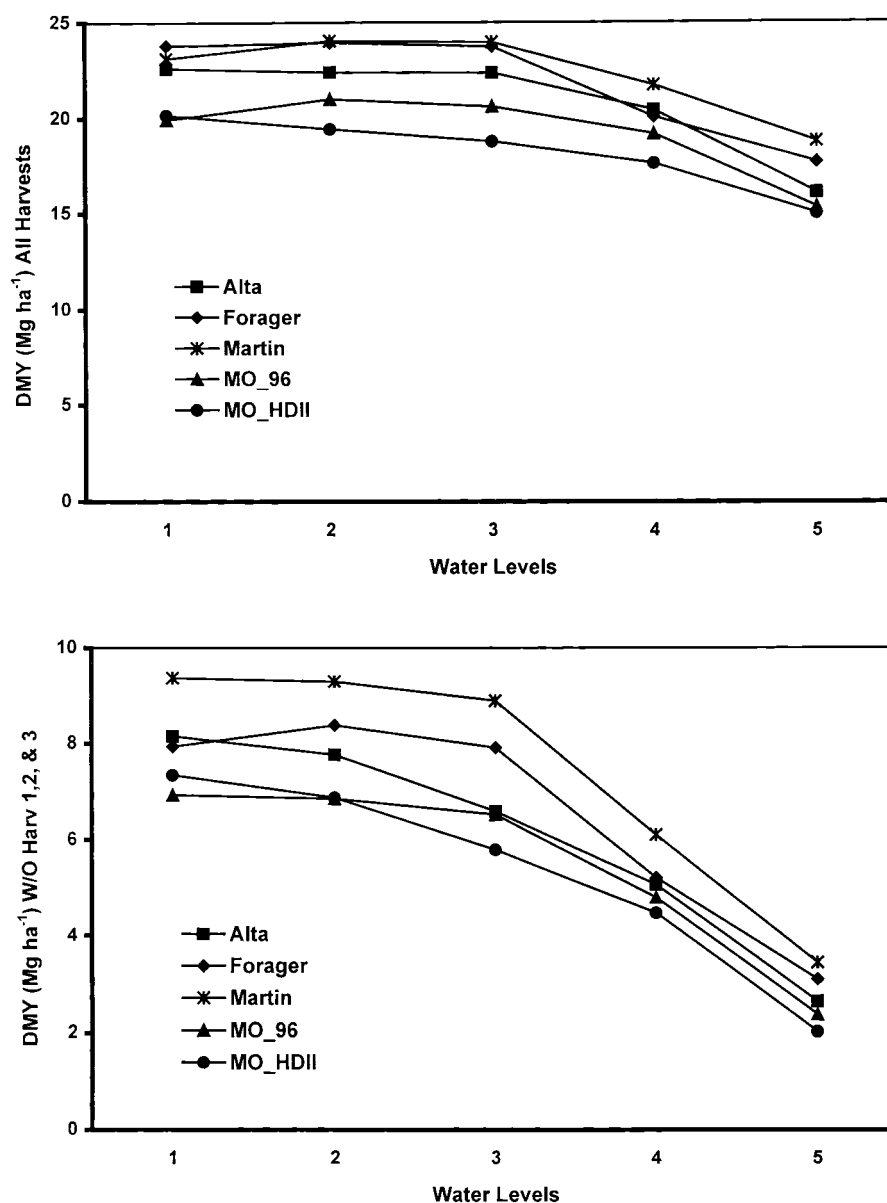 DMY (Mg ha⁻¹) All Harvests
25
20
15
10
5
0
Alta
Forager
Martin
MO_96
MO_HDII
1 2 3 4 5
Water Levels
DMY (Mg ha⁻¹) W/O Harv 1,2, & 3
10
8
6
4
2
0
Alta
Forager
Martin
MO_96
MO_HDII
1 2 3 4 5
Water Levels